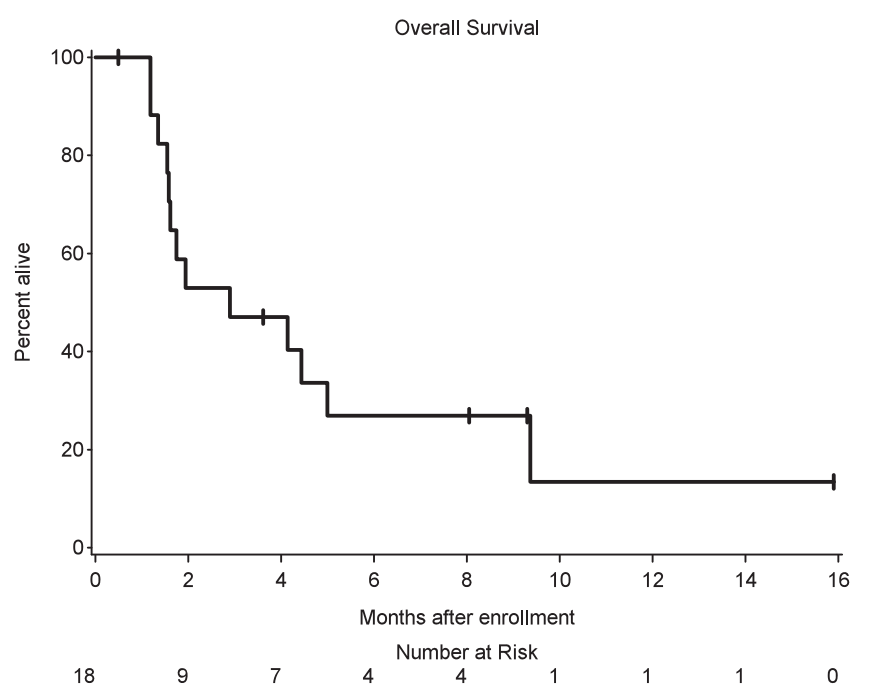 Overall Survival
100
80
60
40
20
0
Percent alive
0 2 4 6 8 10 12 14 16
Months after enrollment
Number at Risk
18 9 7 4 4 1 1 1 0